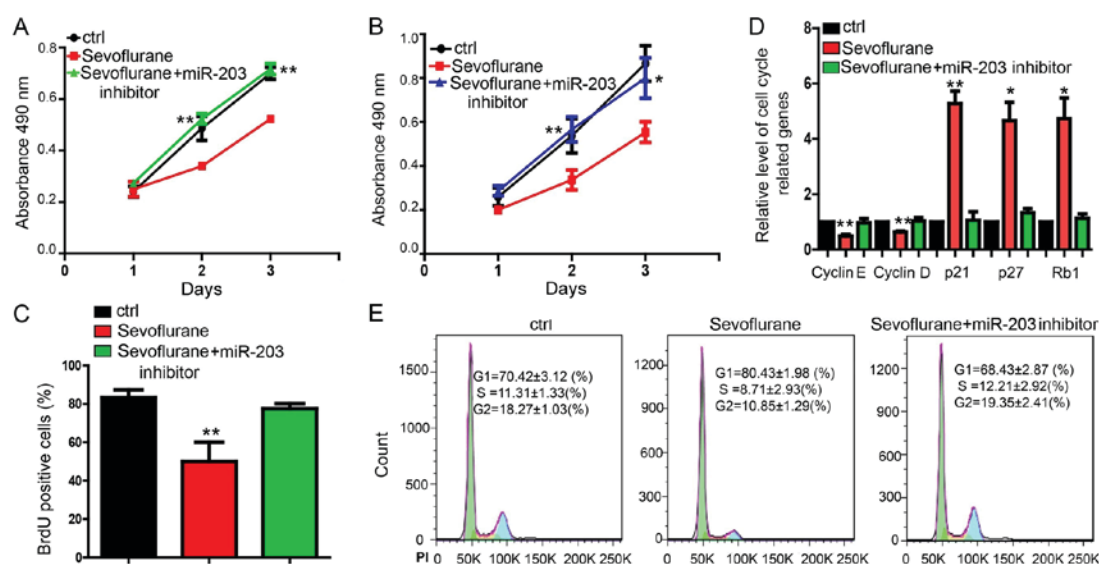 A
ctrl
Sevoflurane
Sevoflurane+miR-203
inhibitor
Absorbance 490 nm
0.8
0.6
0.4
0.2
0.0
**
**
0
1
2
3
Days
B
ctrl
Sevoflurane
Sevoflurane+miR-203
inhibitor
Absorbance 490 nm
1.0
0.8
0.6
0.4
0.2
0.0
**
*
0
1
2
3
Days
D
ctrl
Sevoflurane
Sevoflurane+miR-203 inhibitor
Relative level of cell cycle
related genes
8
6
4
2
0
**
**
**
*
*
Cyclin E
Cyclin D
p21
p27
Rb1
C
ctrl
Sevoflurane
Sevoflurane+miR-203
inhibitor
BrdU positive cells (%)
100
80
60
40
20
0
**
E
ctrl
Count
1500
1000
500
0
G1=70.42±3.12 (%)
S =11.31±1.33(%)
G2=18.27±1.03(%)
PI
0 50K 100K 150K 200K 250K
Sevoflurane
1200
900
600
300
0
G1=80.43±1.98 (%)
S =8.71±2.93(%)
G2=10.85±1.29(%)
0 50K 100K 150K 200K 250K
Sevoflurane+miR-203 inhibitor
1200
900
600
300
0
G1=68.43±2.87 (%)
S =12.21±2.92(%)
G2=19.35±2.41(%)
0 50K 100K 150K 200K 250K